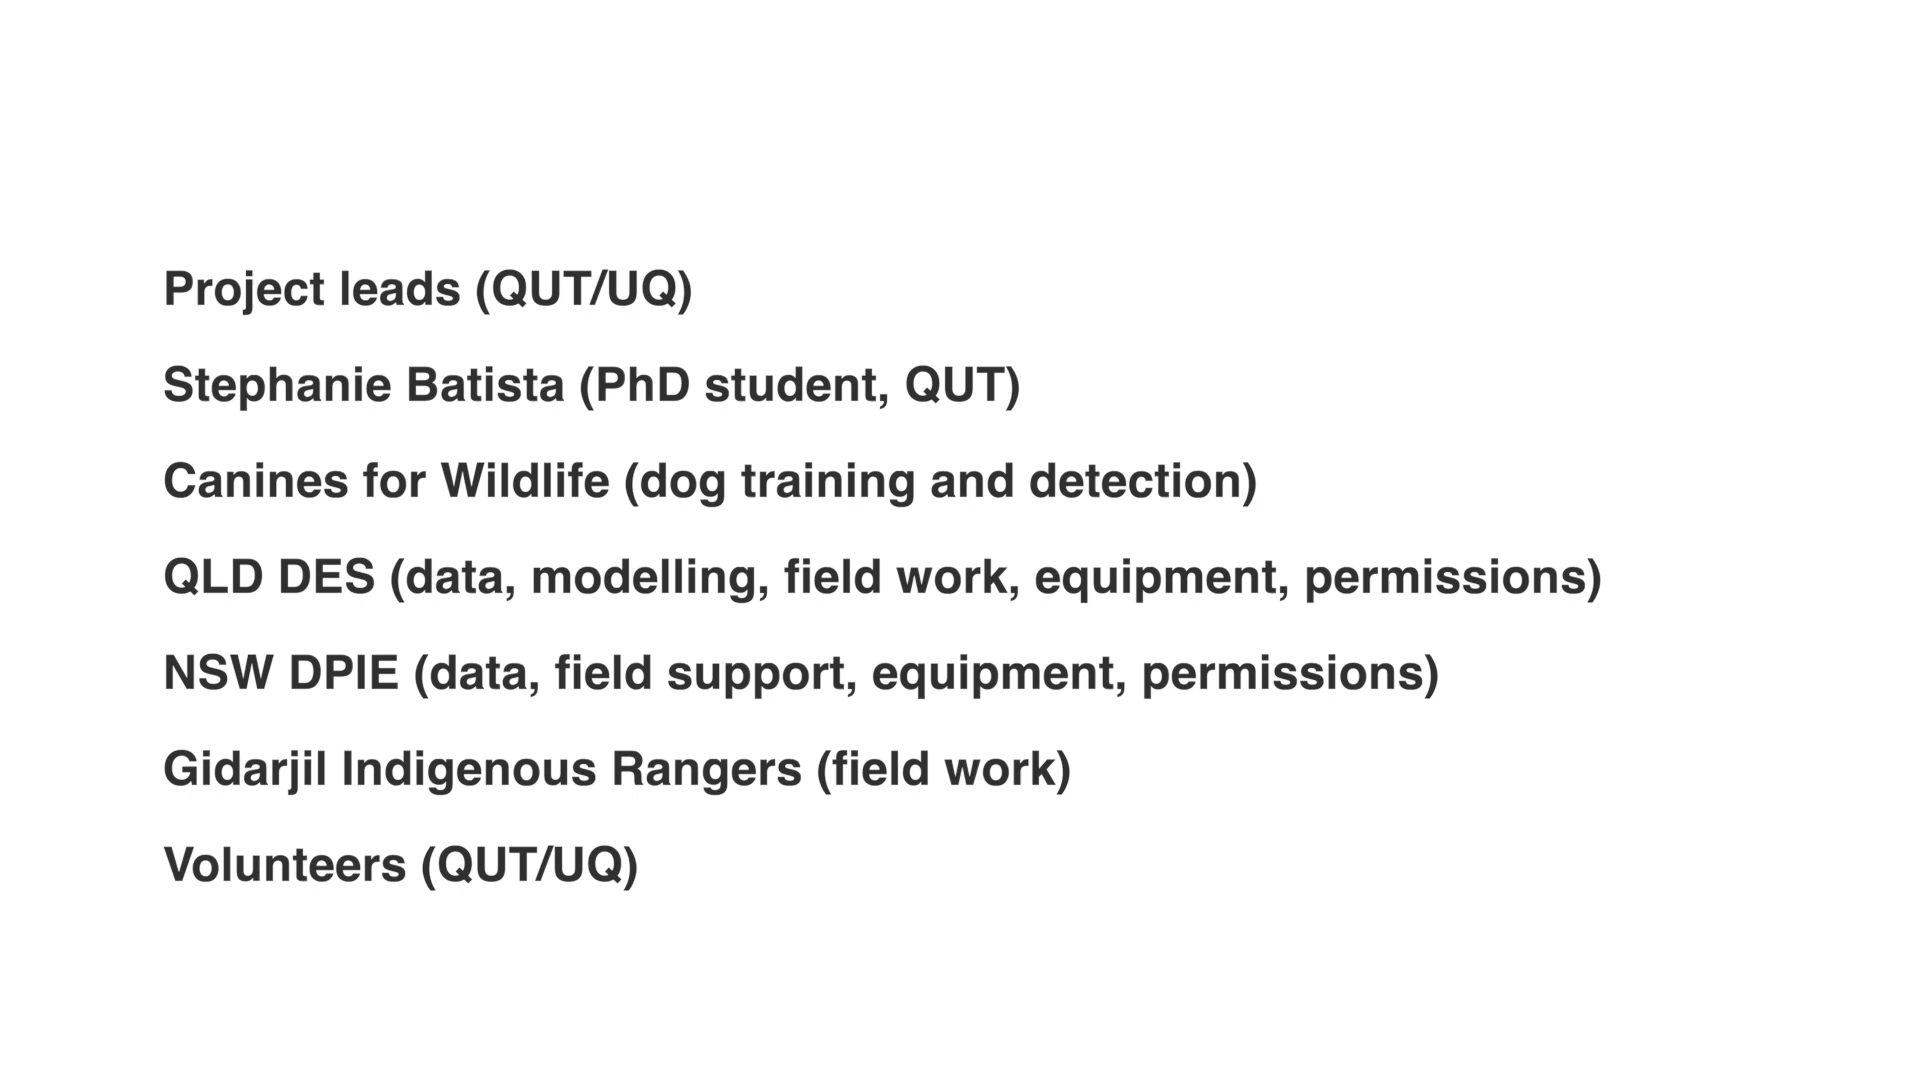 Project leads (QUT/UQ)
Stephanie Batista (PhD student, QUT)
Canines for Wildlife (dog training and detection)
QLD DES (data, modelling, field work, equipment, permissions)
NSW DPIE (data, field support, equipment, permissions)
Gidarjil Indigenous Rangers (field work)
Volunteers (QUT/UQ)